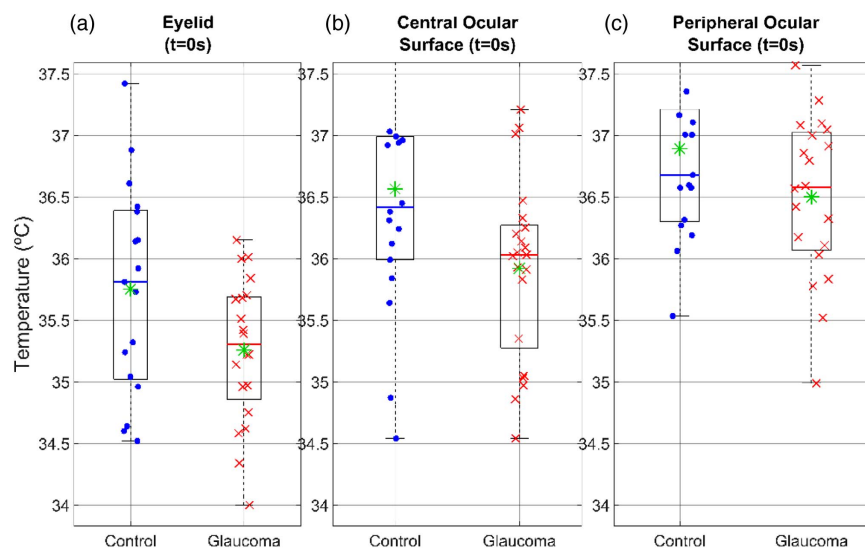 (a)
Eyelid
(t=0s)
(b)
Central Ocular
Surface (t=0s)
(c)
Peripheral Ocular
Surface (t=0s)
Temperature (ºC)
37.5
37
36.5
36
35.5
35
34.5
34
Control
Glaucoma
37.5
37
36.5
36
35.5
35
34.5
34
Control
Glaucoma
37.5
37
36.5
36
35.5
35
34.5
34
Control
Glaucoma